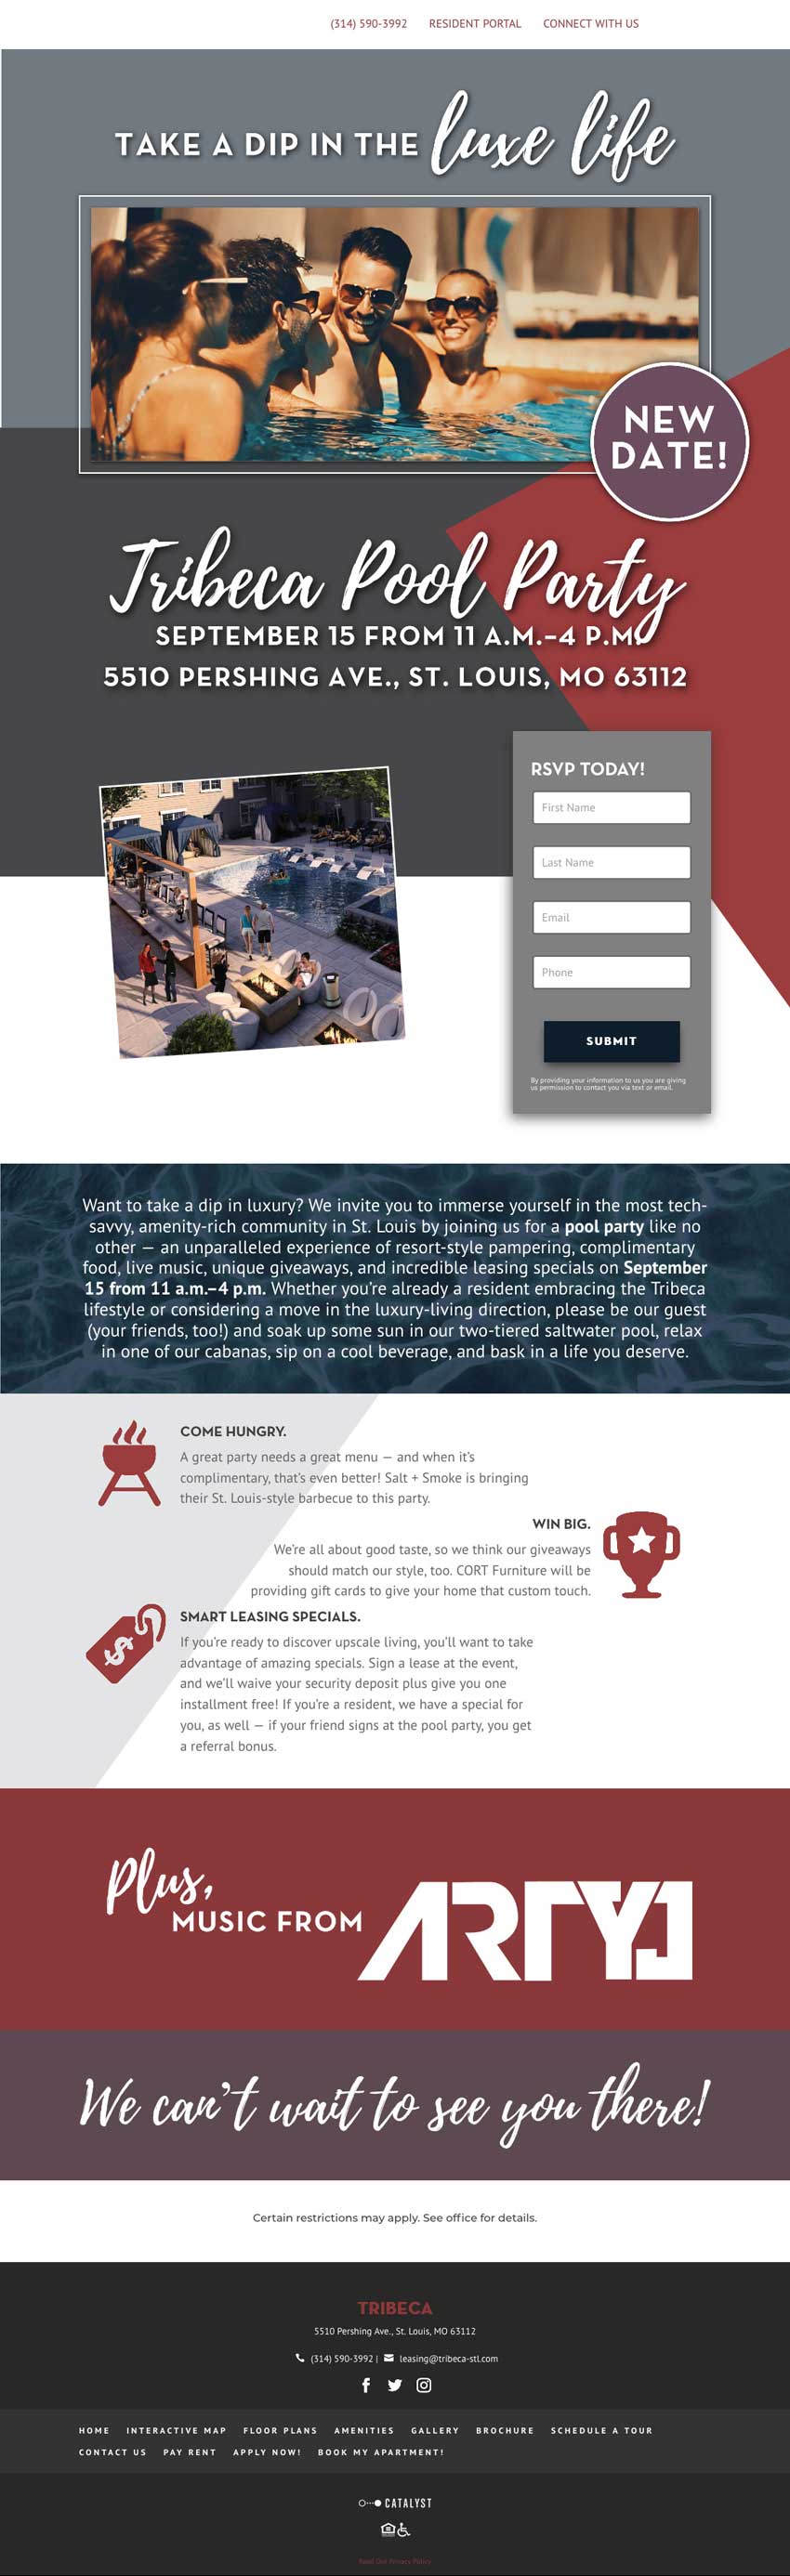 (314) 590-3992 RESIDENT PORTAL CONNECT WITH US
TAKE A DIP IN THE luxe life
NEW
DATE!
Tribeca Pool Party
SEPTEMBER 15 FROM 11 A.M.–4 P.M.
5510 PERSHING AVE., ST. LOUIS, MO 63112
RSVP TODAY!
First Name
Last Name
Email
Phone
SUBMIT
By providing your information to us you are giving
us permission to contact you via text or email.
Want to take a dip in luxury? We invite you to immerse yourself in the most tech-
savvy, amenity-rich community in St. Louis by joining us for a pool party like no
other — an unparalleled experience of resort-style pampering, complimentary
food, live music, unique giveaways, and incredible leasing specials on September
15 from 11 a.m.–4 p.m. Whether you're already a resident embracing the Tribeca
lifestyle or considering a move in the luxury-living direction, please be our guest
(your friends, too!) and soak up some sun in our two-tiered saltwater pool, relax
in one of our cabanas, sip on a cool beverage, and bask in a life you deserve.
COME HUNGRY.
A great party needs a great menu — and when it's
complimentary, that's even better! Salt + Smoke is bringing
their St. Louis-style barbecue to this party.
WIN BIG.
We're all about good taste, so we think our giveaways
should match our style, too. CORT Furniture will be
providing gift cards to give your home that custom touch.
SMART LEASING SPECIALS.
If you're ready to discover upscale living, you'll want to take
advantage of amazing specials. Sign a lease at the event,
and we'll waive your security deposit plus give you one
installment free! If you're a resident, we have a special for
you, as well — if your friend signs at the pool party, you get
a referral bonus.
Plus,
MUSIC FROM ARTYJ
We can't wait to see you there!
Certain restrictions may apply. See office for details.
TRIBECA
5510 Pershing Ave., St. Louis, MO 63112
(314) 590-3992 | leasing@tribeca-stl.com
HOME INTERACTIVE MAP FLOOR PLANS AMENITIES GALLERY BROCHURE SCHEDULE A TOUR
CONTACT US PAY RENT APPLY NOW! BOOK MY APARTMENT!
CATALYST
Read Our Privacy Policy